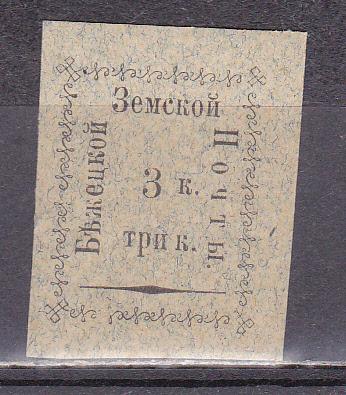 Бѣжецкой
Земской
Почты.
3 к.
три к.